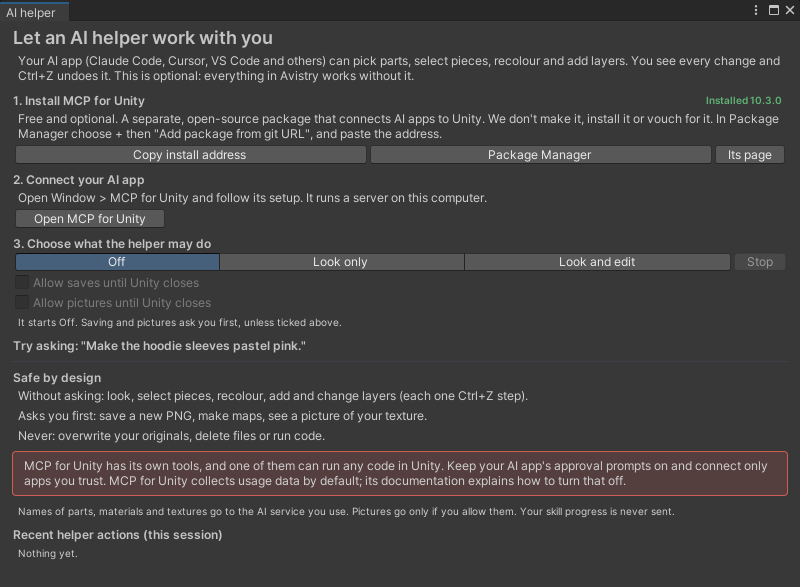 AI helper
Let an AI helper work with you
Your AI app (Claude Code, Cursor, VS Code and others) can pick parts, select pieces, recolour and add layers. You see every change and
Ctrl+Z undoes it. This is optional: everything in Avistry works without it.
1. Install MCP for Unity
Installed 10.3.0
Free and optional. A separate, open-source package that connects AI apps to Unity. We don't make it, install it or vouch for it. In Package
Manager choose + then "Add package from git URL", and paste the address.
Copy install address
Package Manager
Its page
2. Connect your AI app
Open Window > MCP for Unity and follow its setup. It runs a server on this computer.
Open MCP for Unity
3. Choose what the helper may do
Off
Look only
Look and edit
Stop
Allow saves until Unity closes
Allow pictures until Unity closes
It starts Off. Saving and pictures ask you first, unless ticked above.
Try asking: "Make the hoodie sleeves pastel pink."
Safe by design
Without asking: look, select pieces, recolour, add and change layers (each one Ctrl+Z step).
Asks you first: save a new PNG, make maps, see a picture of your texture.
Never: overwrite your originals, delete files or run code.
MCP for Unity has its own tools, and one of them can run any code in Unity. Keep your AI app's approval prompts on and connect only
apps you trust. MCP for Unity collects usage data by default; its documentation explains how to turn that off.
Names of parts, materials and textures go to the AI service you use. Pictures go only if you allow them. Your skill progress is never sent.
Recent helper actions (this session)
Nothing yet.